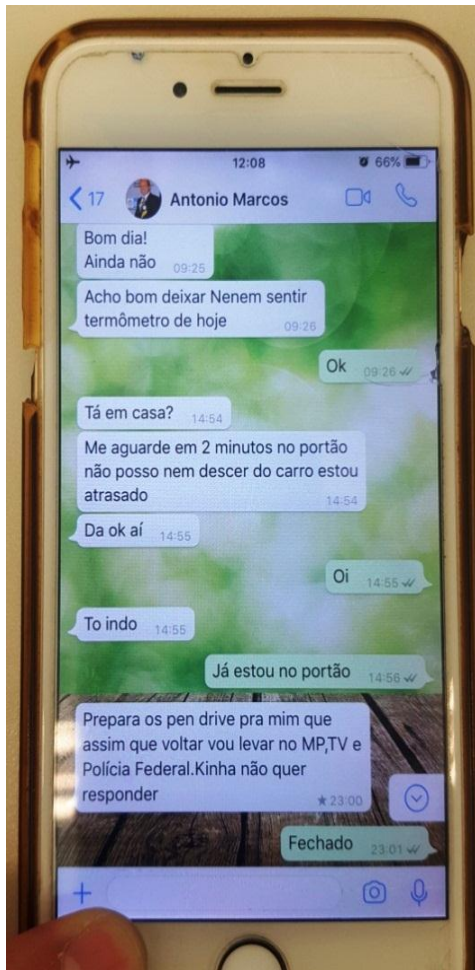 12:08
66%
17
Antonio Marcos
Bom dia!
Ainda não 09:25
Acho bom deixar Nenem sentir
termômetro de hoje 09:26
Ok 09:26
Tá em casa? 14:54
Me aguarde em 2 minutos no portão
não posso nem descer do carro estou
atrasado 14:54
Da ok aí 14:55
Oi 14:55
To indo 14:55
Já estou no portão 14:56
Prepara os pen drive pra mim que
assim que voltar vou levar no MP,TV e
Polícia Federal.Kinha não quer
responder ★23:00
Fechado 23:01